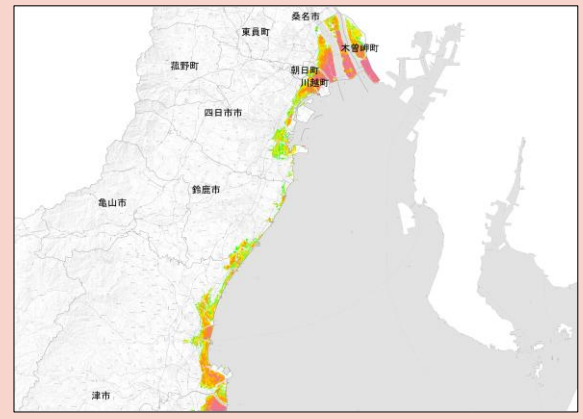 桑名市
東員町
木曽岬町
菰野町
朝日町
川越町
四日市市
鈴鹿市
亀山市
津市